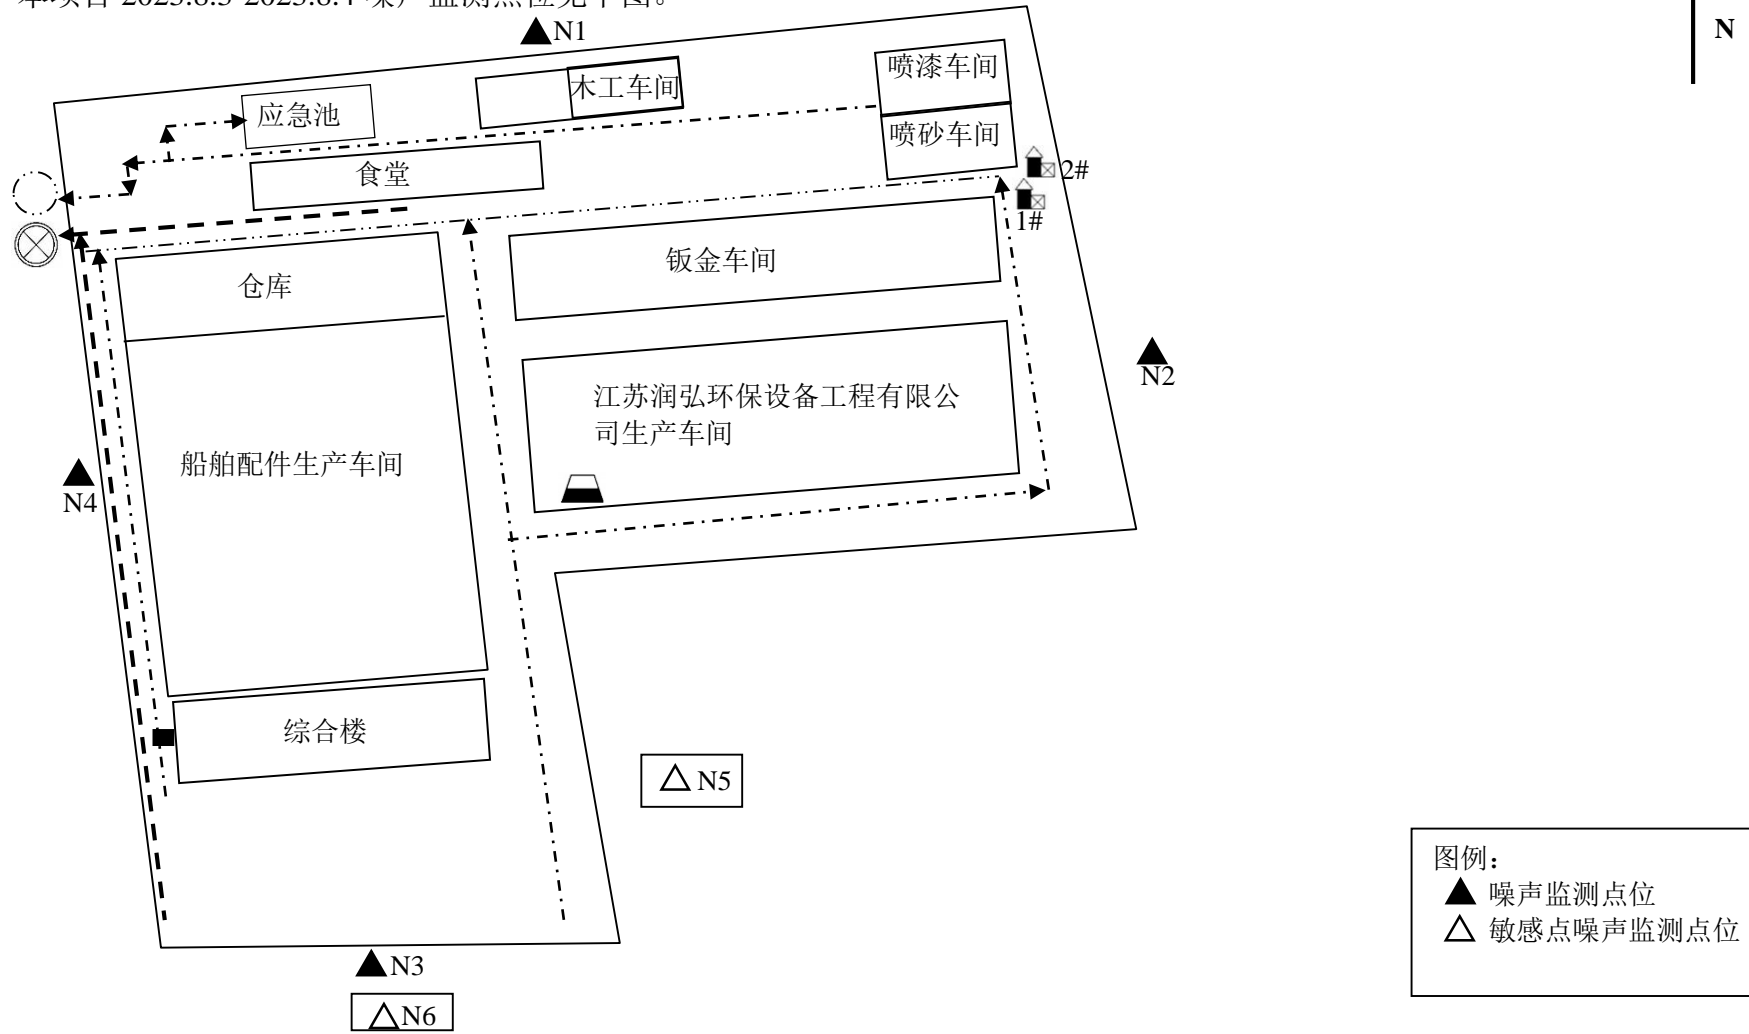 本项目 2023.8.3-2023.8.4 噪声监测点位见下图。
N
N1
喷漆车间
木工车间
应急池
喷砂车间
食堂
2#
1#
钣金车间
仓库
N2
江苏润弘环保设备工程有限公
司生产车间
船舶配件生产车间
N4
综合楼
N5
图例：
噪声监测点位
敏感点噪声监测点位
N3
N6